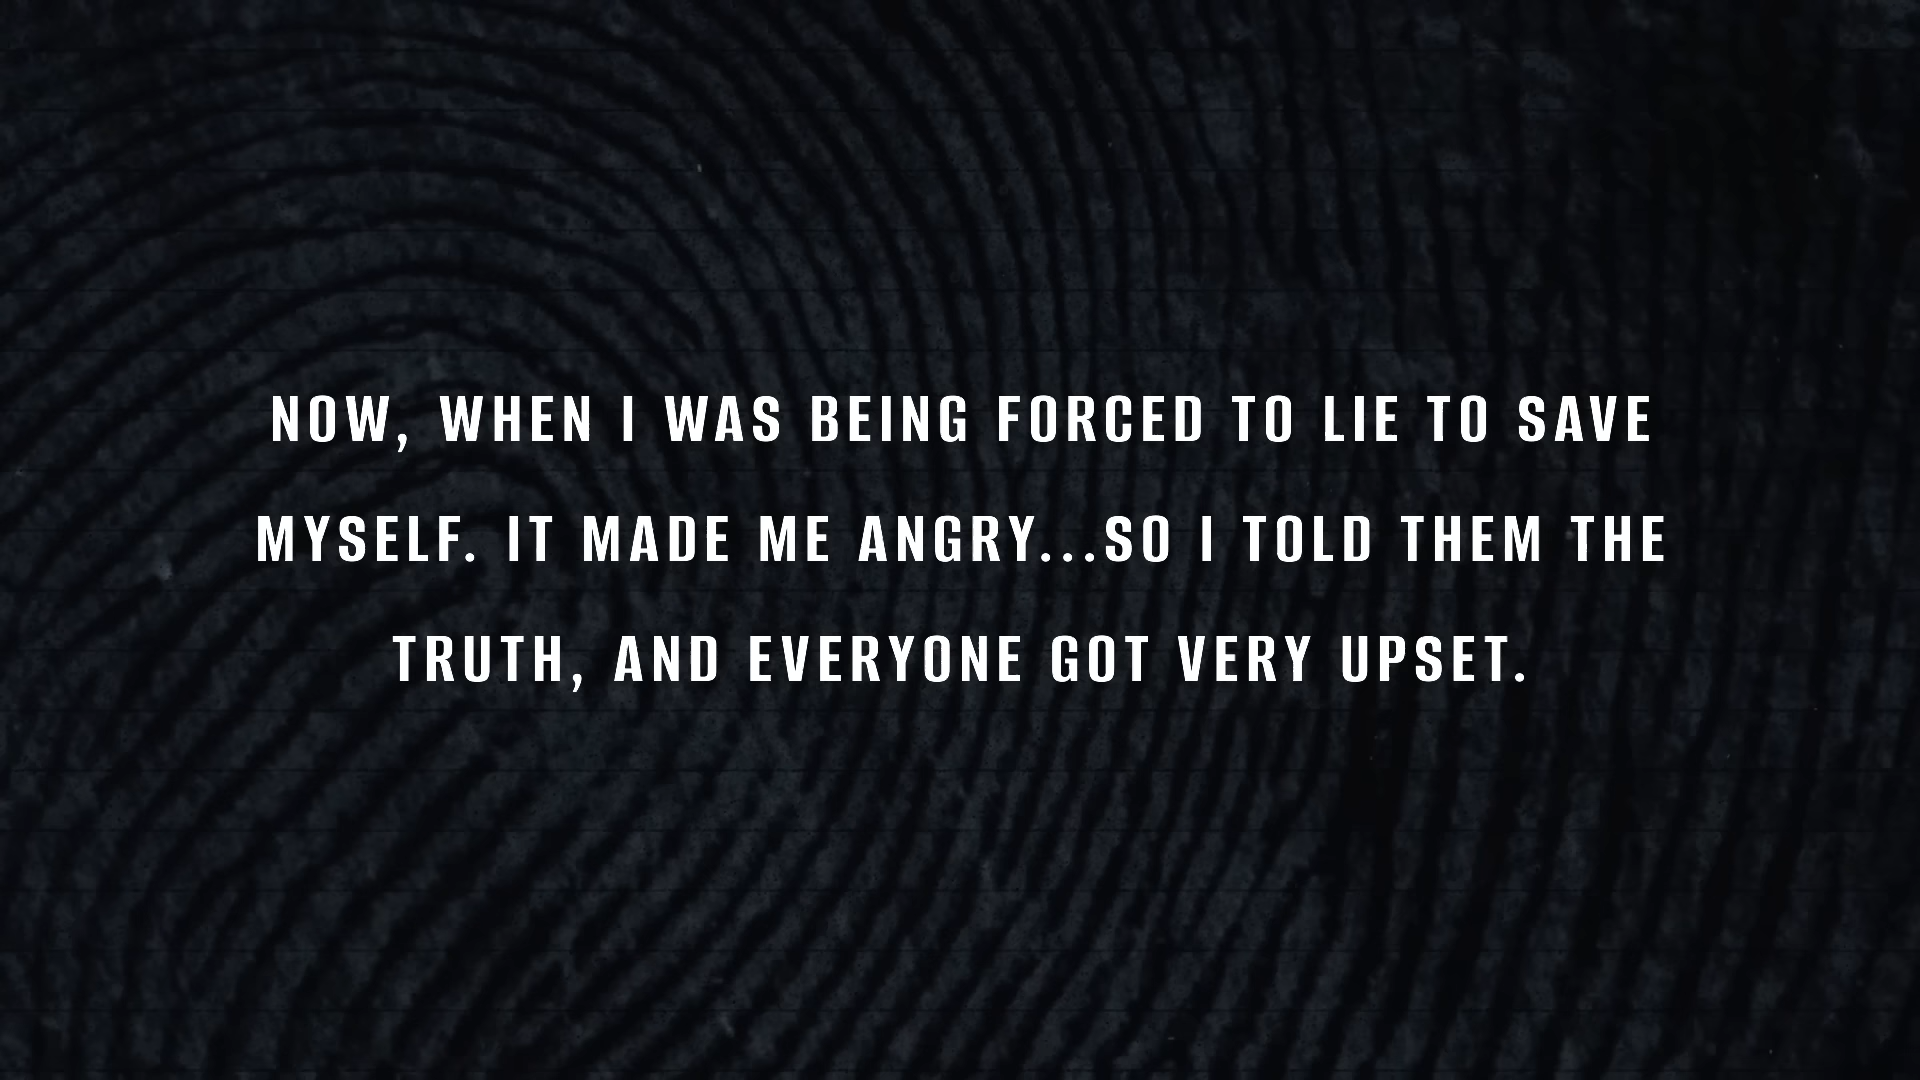 NOW, WHEN I WAS BEING FORCED TO LIE TO SAVE
MYSELF. IT MADE ME ANGRY...SO I TOLD THEM THE
TRUTH, AND EVERYONE GOT VERY UPSET.